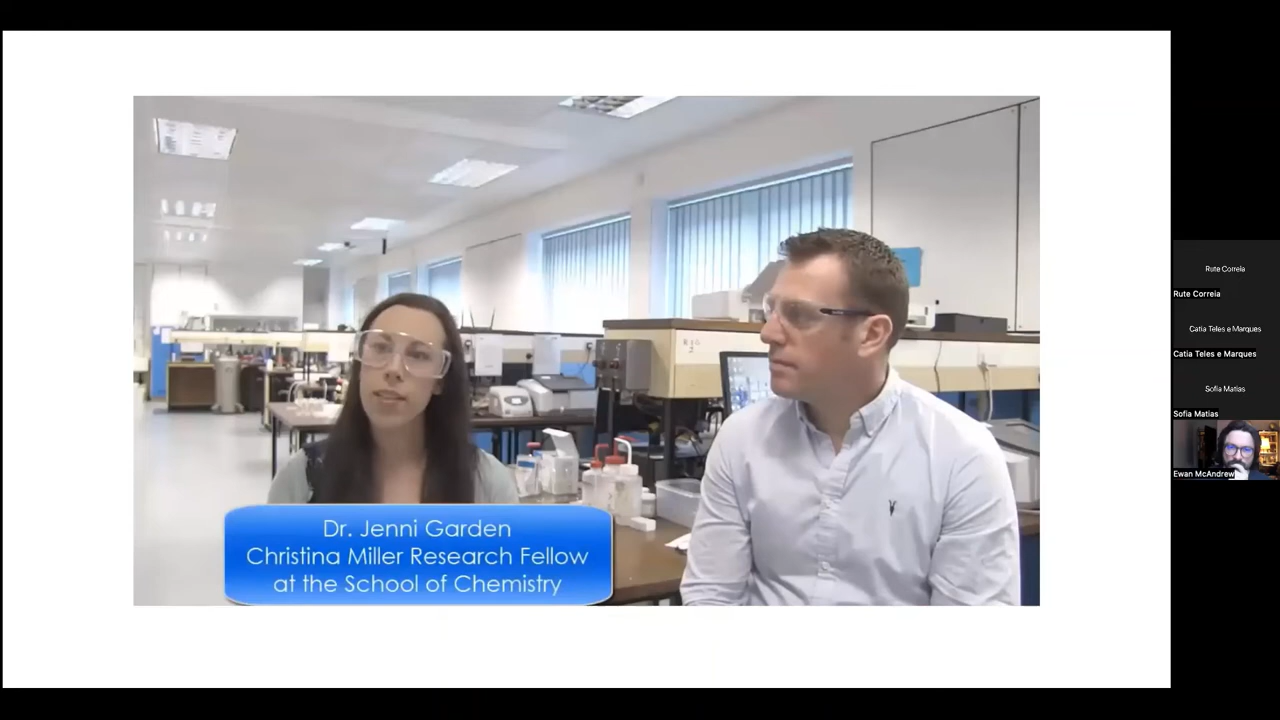 Dr. Jenni Garden
Christina Miller Research Fellow
at the School of Chemistry
Rute Correia
Rute Correia
Catia Teles e Marques
Catia Teles e Marques
Sofia Matias
Sofia Matias
Ewan McAndrew